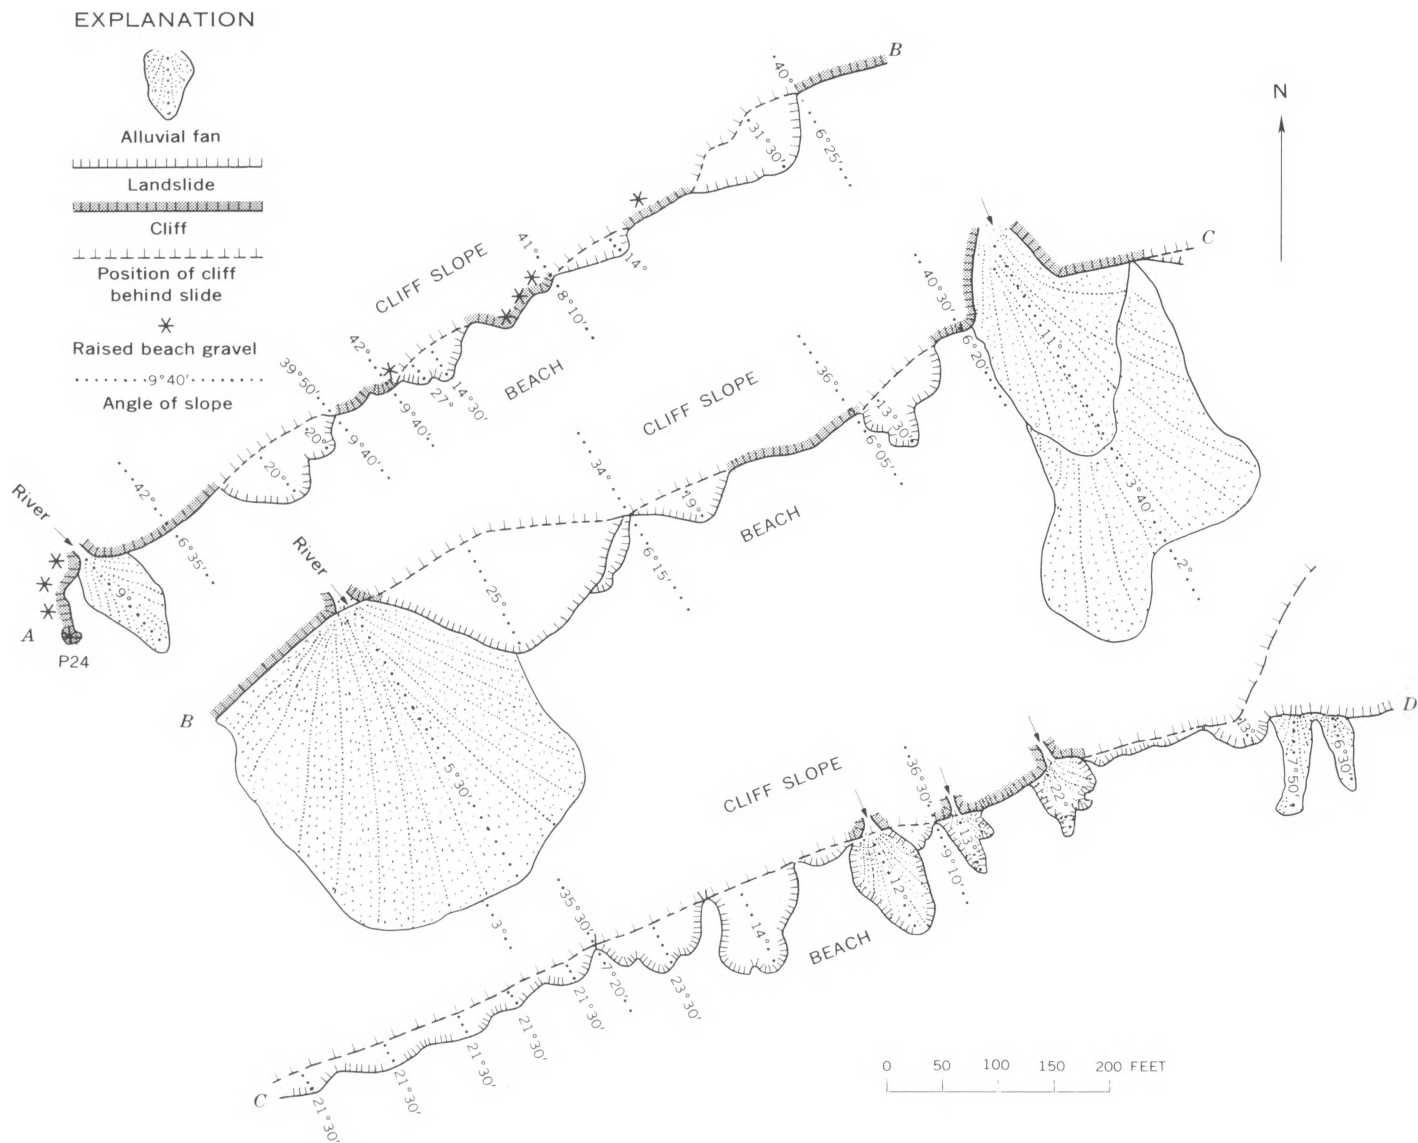 EXPLANATION
Alluvial fan
Landslide
Cliff
Position of cliff
behind slide
Raised beach gravel
9°40′
Angle of slope
N
B
40°
31°30′
6°25′
CLIFF SLOPE
41°
14°
8°10′
BEACH
42°
27°
14°30′
9°40′
39°50′
20°
20°
9°40′
42°
6°35′
River
9°
A
P24
C
40°30′
6°20′
11°
3°40′
2°
CLIFF SLOPE
36°
13°30′
6°05′
BEACH
34°
19°
6°15′
25°
River
B
5°30′
3°
D
13°
7°50′
6°30′
CLIFF SLOPE
36°30′
22°
13°
9°10′
12°
BEACH
14°
35°30′
7°20′
23°30′
21°30′
21°30′
21°30′
21°30′
21°30′
C
0 50 100 150 200 FEET